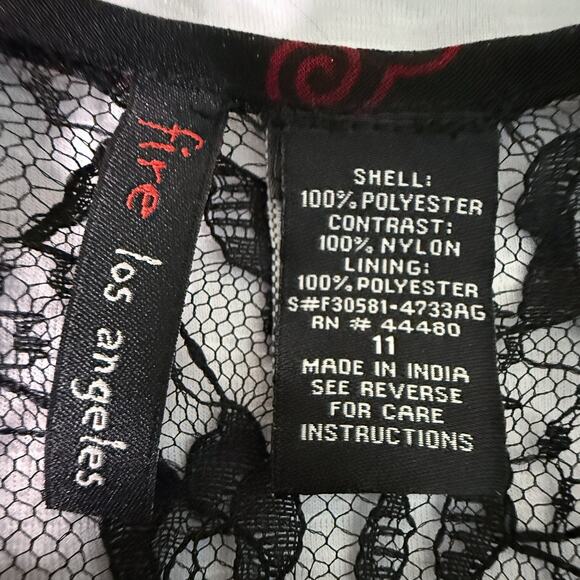 fire los angeles
SHELL:
100% POLYESTER
CONTRAST:
100% NYLON
LINING:
100% POLYESTER
S#F30581-4733AG
RN # 44480
11
MADE IN INDIA
SEE REVERSE
FOR CARE
INSTRUCTIONS